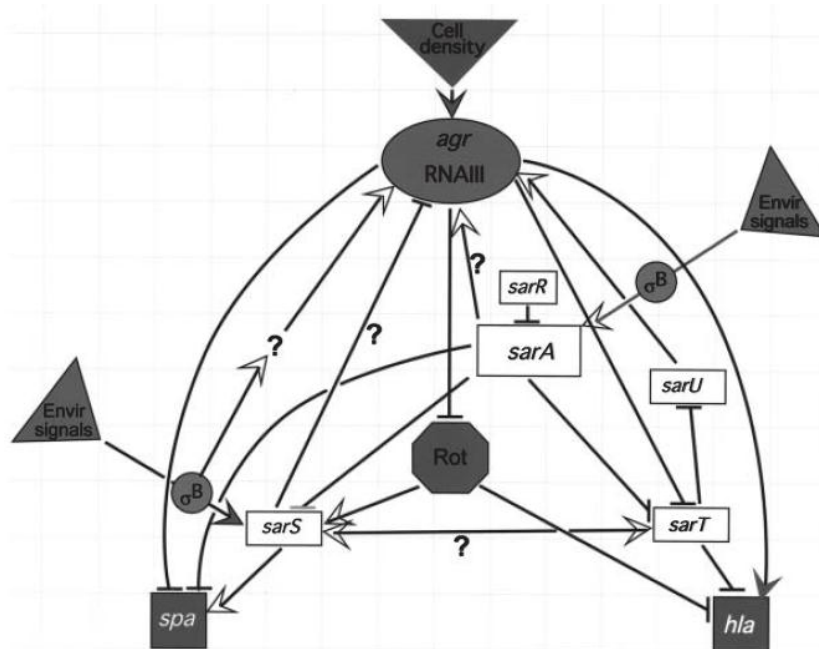 Cell
density
agr
RNAIII
Envir
signals
σB
?
sarR
sarA
?
?
sarU
Envir
signals
σB
Rot
sarS
sarT
?
spa
hla